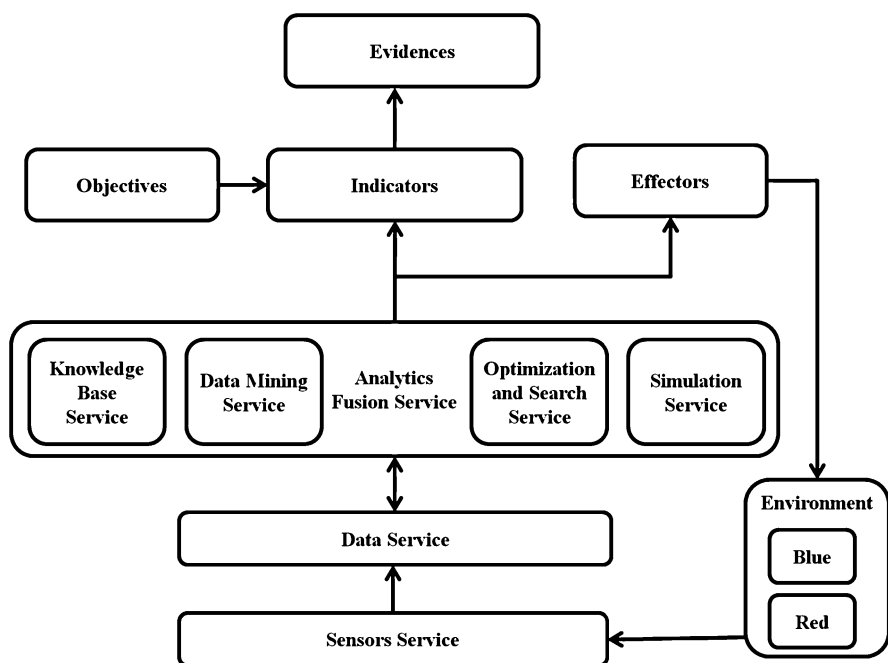 Evidences
Objectives
Indicators
Effectors
Knowledge
Base
Service
Data Mining
Service
Analytics
Fusion Service
Optimization
and Search
Service
Simulation
Service
Environment
Blue
Red
Data Service
Sensors Service